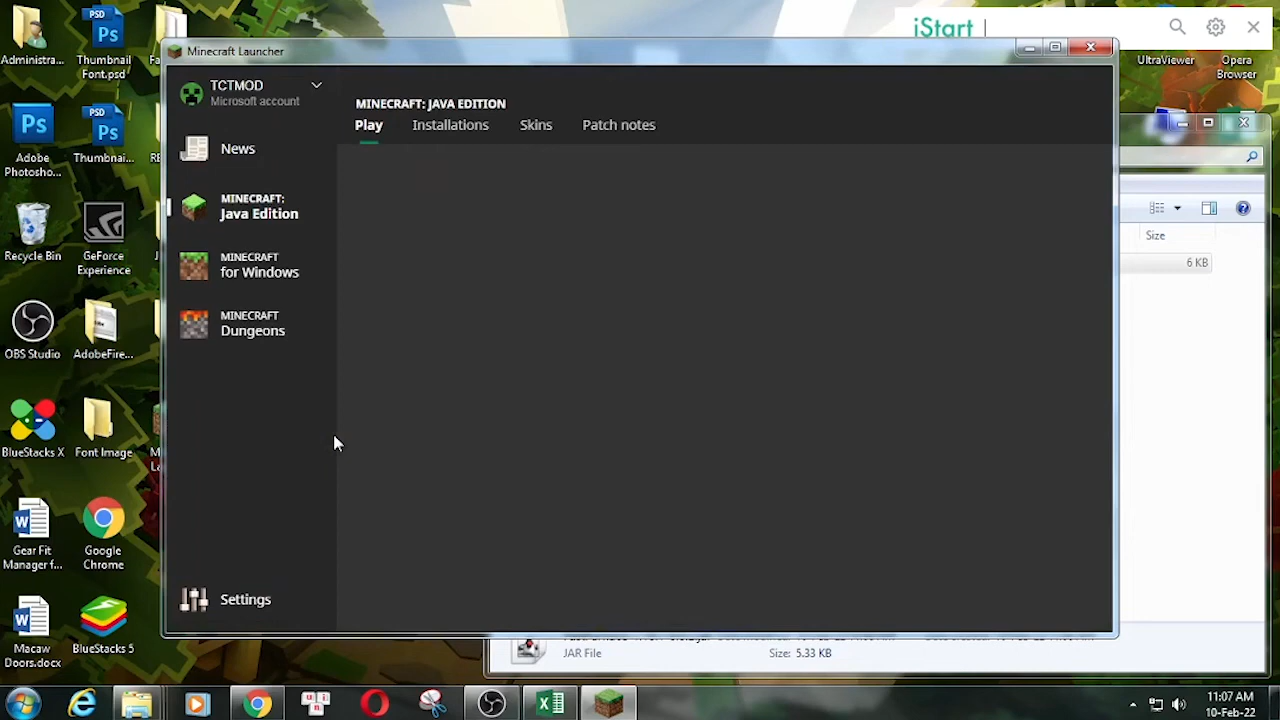 iStart
Minecraft Launcher
TCTMOD
Microsoft account
News
MINECRAFT:
Java Edition
MINECRAFT
for Windows
MINECRAFT
Dungeons
Settings
MINECRAFT: JAVA EDITION
Play
Installations
Skins
Patch notes
Administra...
Thumbnail
Font.psd
Adobe
Photosho...
Thumbnai...
Recycle Bin
GeForce
Experience
OBS Studio
AdobeFire...
BlueStacks X
Font Image
Gear Fit
Manager f...
Google
Chrome
Masaw
Doors.docx
BlueStacks 5
UltraViewer
Opera
Browser
Size
6 KB
JAR File
Size: 5.33 KB
11:07 AM
10-Feb-22